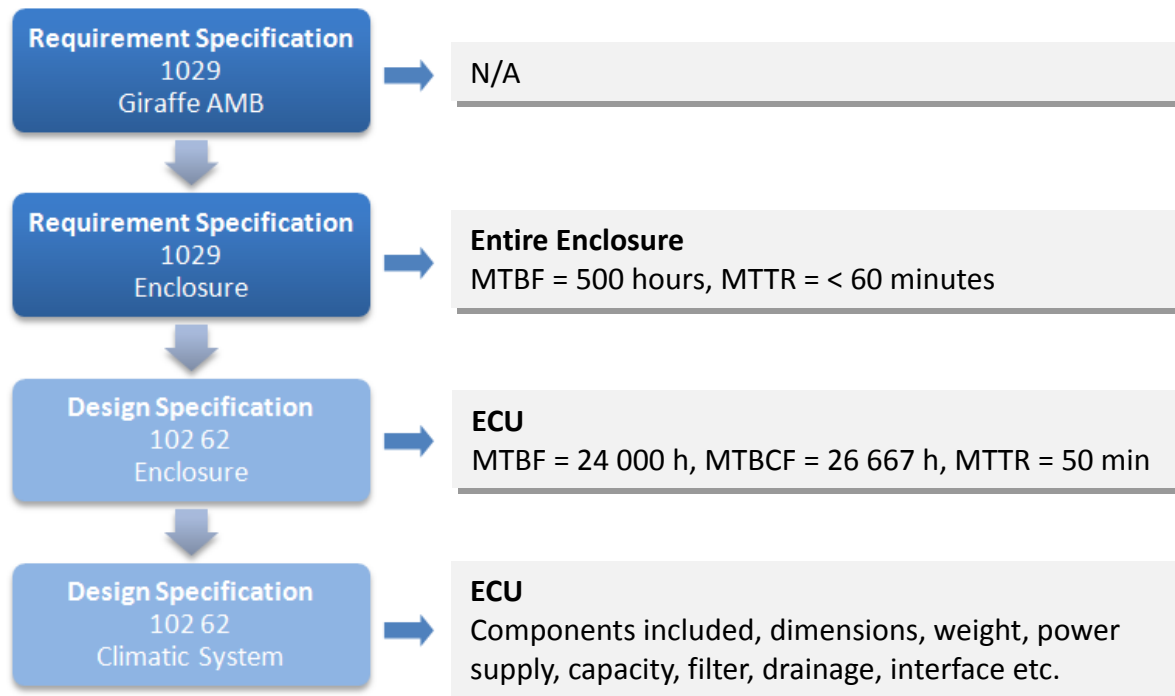 Requirement Specification
1029
Giraffe AMB
N/A
Requirement Specification
1029
Enclosure
Entire Enclosure
MTBF = 500 hours, MTTR = < 60 minutes
Design Specification
102 62
Enclosure
ECU
MTBF = 24 000 h, MTBCF = 26 667 h, MTTR = 50 min
Design Specification
102 62
Climatic System
ECU
Components included, dimensions, weight, power
supply, capacity, filter, drainage, interface etc.